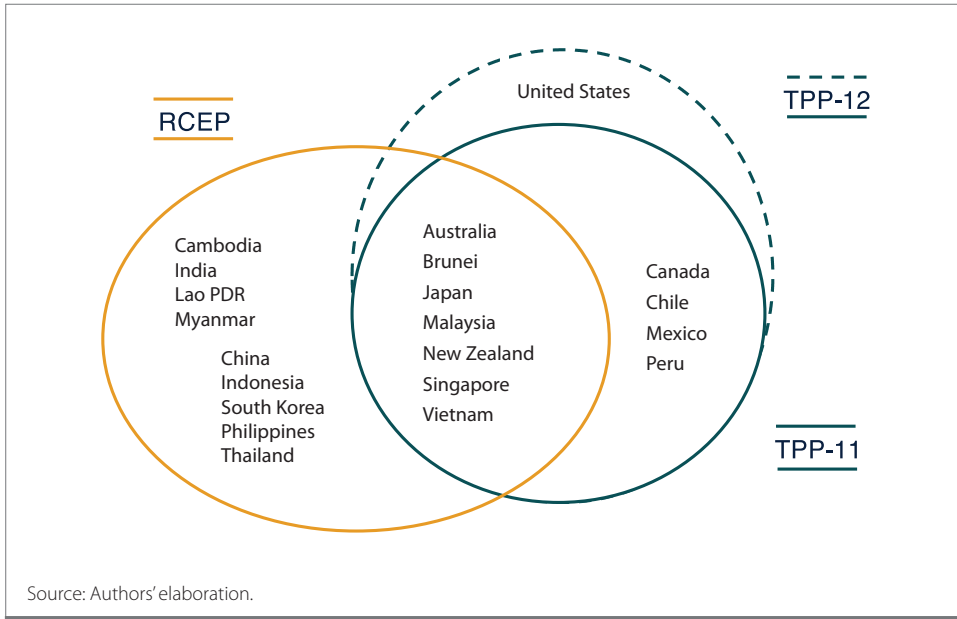 United States
TPP-12
RCEP
Cambodia
India
Lao PDR
Myanmar
China
Indonesia
South Korea
Philippines
Thailand
Australia
Brunei
Japan
Malaysia
New Zealand
Singapore
Vietnam
Canada
Chile
Mexico
Peru
TPP-11
Source: Authors’ elaboration.